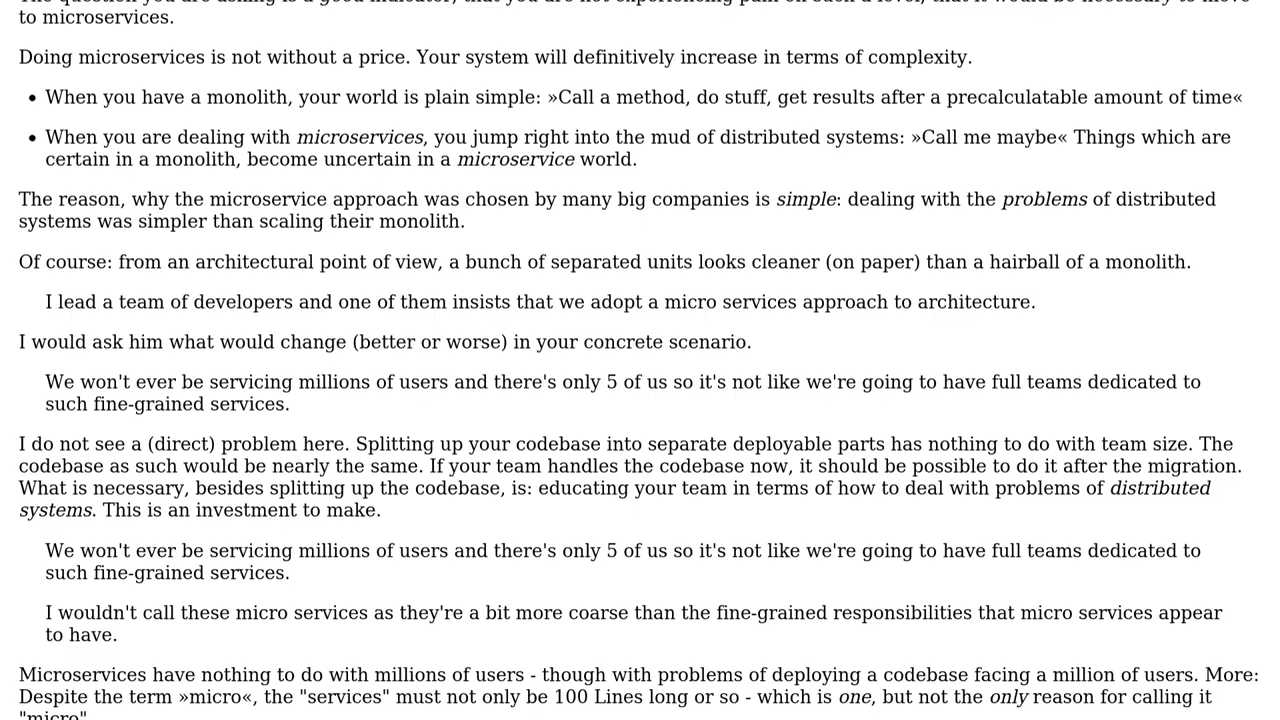 to microservices.
Doing microservices is not without a price. Your system will definitively increase in terms of complexity.
• When you have a monolith, your world is plain simple: »Call a method, do stuff, get results after a precalculatable amount of time«
• When you are dealing with microservices, you jump right into the mud of distributed systems: »Call me maybe« Things which are
certain in a monolith, become uncertain in a microservice world.
The reason, why the microservice approach was chosen by many big companies is simple: dealing with the problems of distributed
systems was simpler than scaling their monolith.
Of course: from an architectural point of view, a bunch of separated units looks cleaner (on paper) than a hairball of a monolith.
I lead a team of developers and one of them insists that we adopt a micro services approach to architecture.
I would ask him what would change (better or worse) in your concrete scenario.
We won't ever be servicing millions of users and there's only 5 of us so it's not like we're going to have full teams dedicated to
such fine-grained services.
I do not see a (direct) problem here. Splitting up your codebase into separate deployable parts has nothing to do with team size. The
codebase as such would be nearly the same. If your team handles the codebase now, it should be possible to do it after the migration.
What is necessary, besides splitting up the codebase, is: educating your team in terms of how to deal with problems of distributed
systems. This is an investment to make.
We won't ever be servicing millions of users and there's only 5 of us so it's not like we're going to have full teams dedicated to
such fine-grained services.
I wouldn't call these micro services as they're a bit more coarse than the fine-grained responsibilities that micro services appear
to have.
Microservices have nothing to do with millions of users - though with problems of deploying a codebase facing a million of users. More:
Despite the term »micro«, the "services" must not only be 100 Lines long or so - which is one, but not the only reason for calling it
"micro"